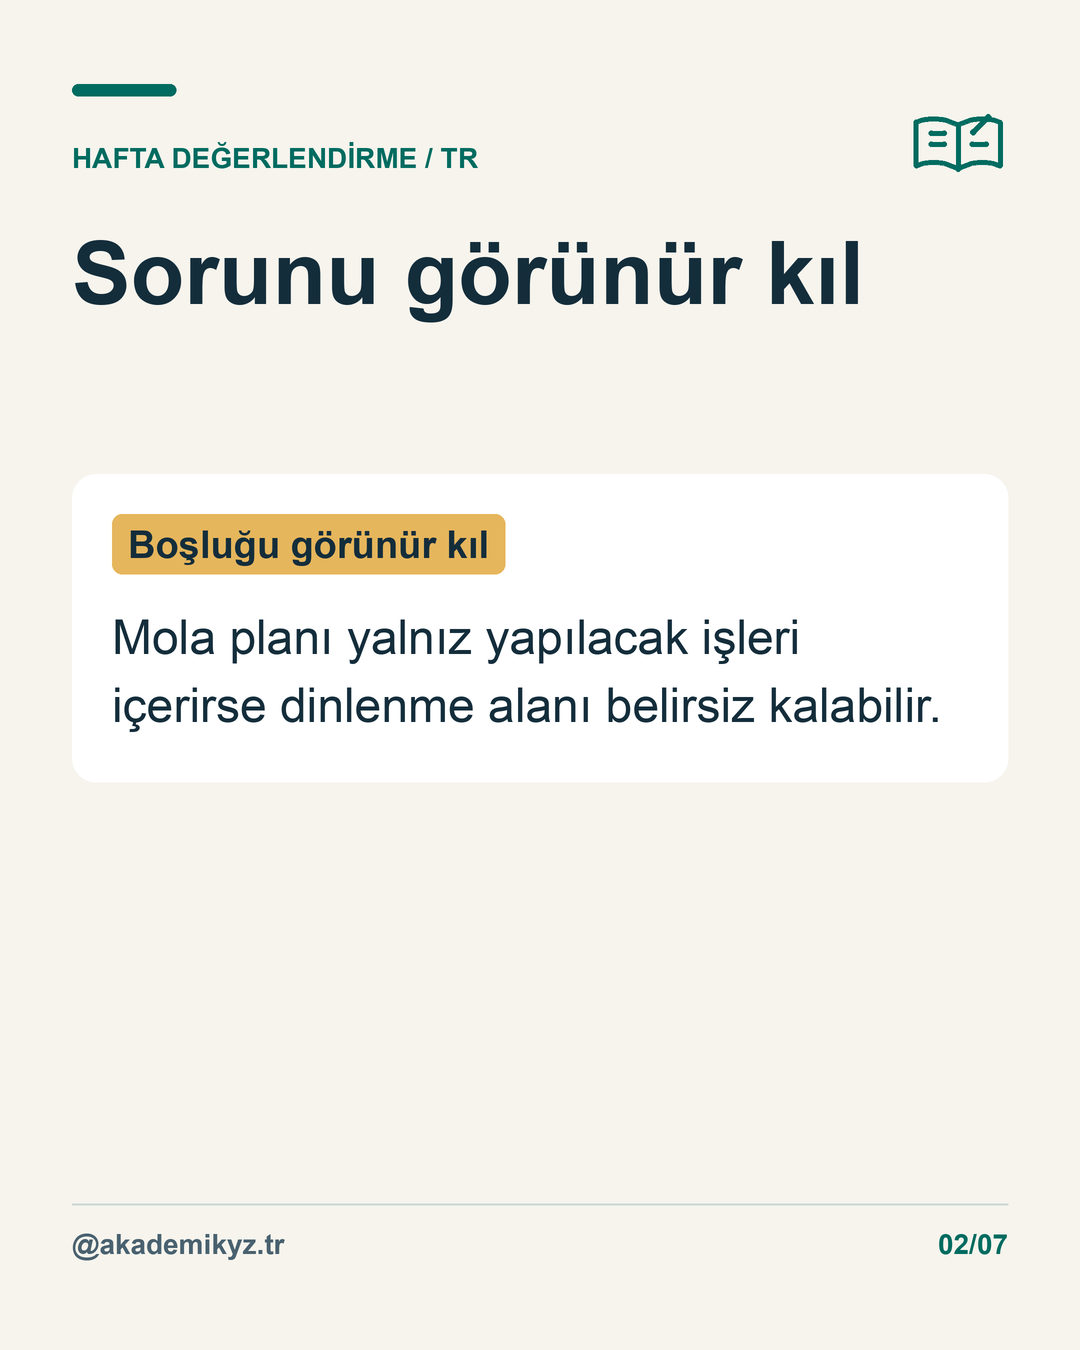 HAFTA DEĞERLENDİRME / TR
Sorunu görünür kıl
Boşluğu görünür kıl
Mola planı yalnız yapılacak işleri
içerirse dinlenme alanı belirsiz kalabilir.
@akademikyz.tr
02/07